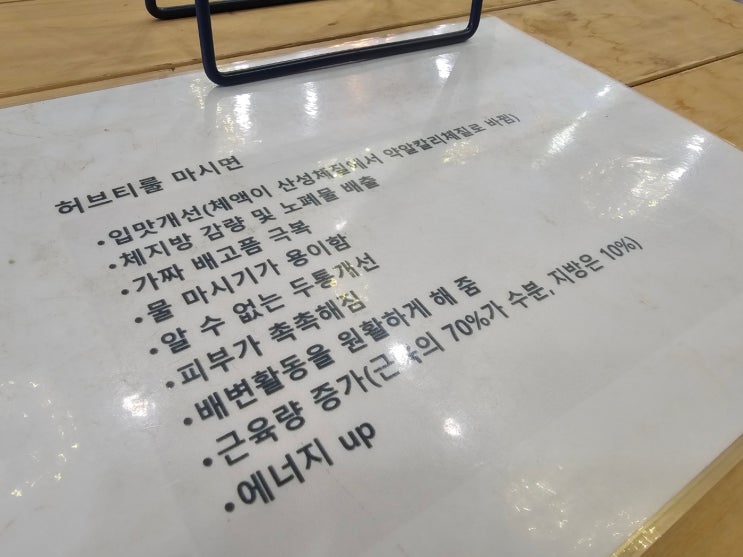 허브티를 마시면
•입맛개선(체액이 산성체질에서 약알칼리체질로 바뀜)
•체지방 감량 및 노폐물 배출
•가짜 배고픔 극복
•물 마시기가 용이함
•알 수 없는 두통개선
•피부가 촉촉해짐
•배변활동을 원활하게 해 줌
•근육량 증가(근육의 70%가 수분, 지방은 10%)
•에너지 up